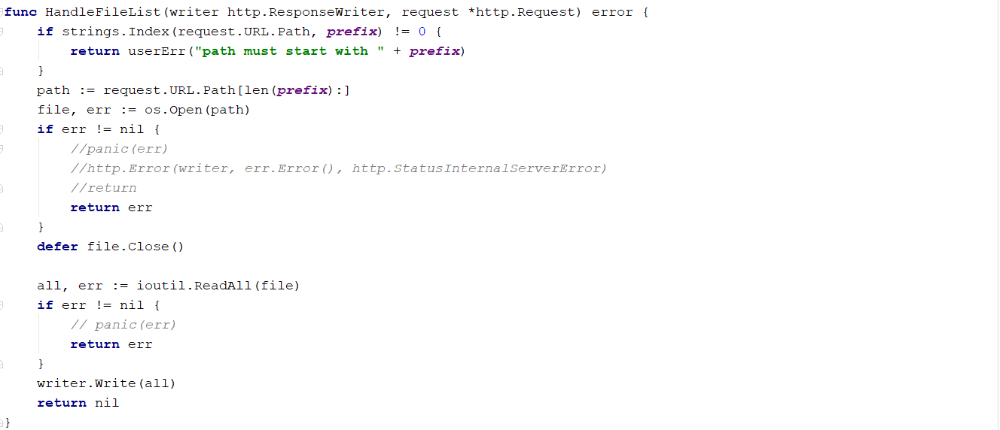 func HandleFileList(writer http.ResponseWriter, request *http.Request) error {
    if strings.Index(request.URL.Path, prefix) != 0 {
        return userErr("path must start with " + prefix)
    }
    path := request.URL.Path[len(prefix):]
    file, err := os.Open(path)
    if err != nil {
        //panic(err)
        //http.Error(writer, err.Error(), http.StatusInternalServerError)
        //return
        return err
    }
    defer file.Close()

    all, err := ioutil.ReadAll(file)
    if err != nil {
        // panic(err)
        return err
    }
    writer.Write(all)
    return nil
}